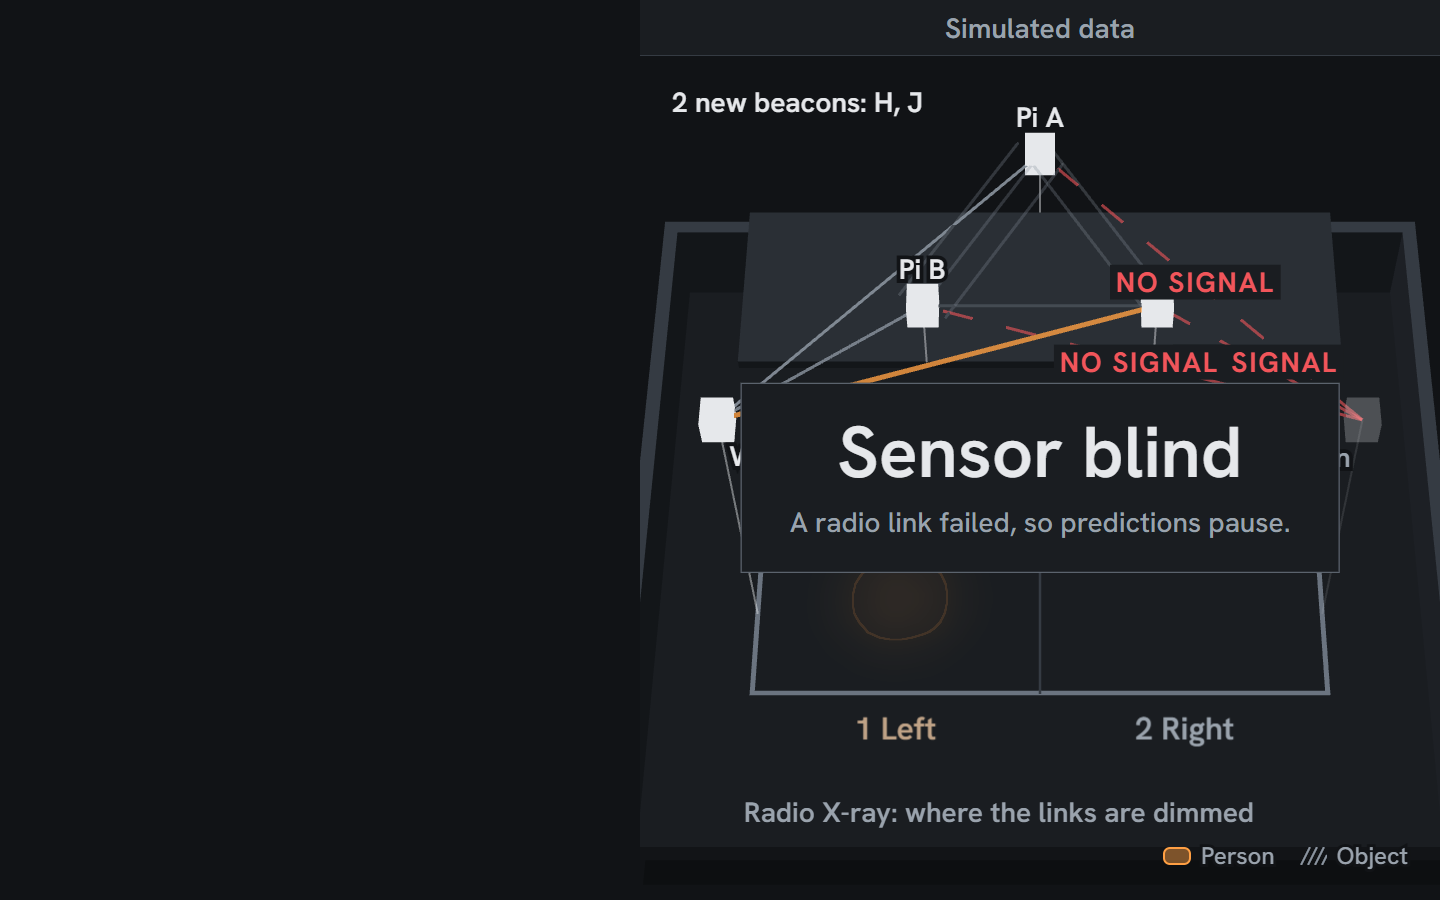 Simulated data
2 new beacons: H, J
Pi A
Pi B
NO SIGNAL
NO SIGNAL SIGNAL
Sensor blind
A radio link failed, so predictions pause.
1 Left
2 Right
Radio X-ray: where the links are dimmed
Person
Object